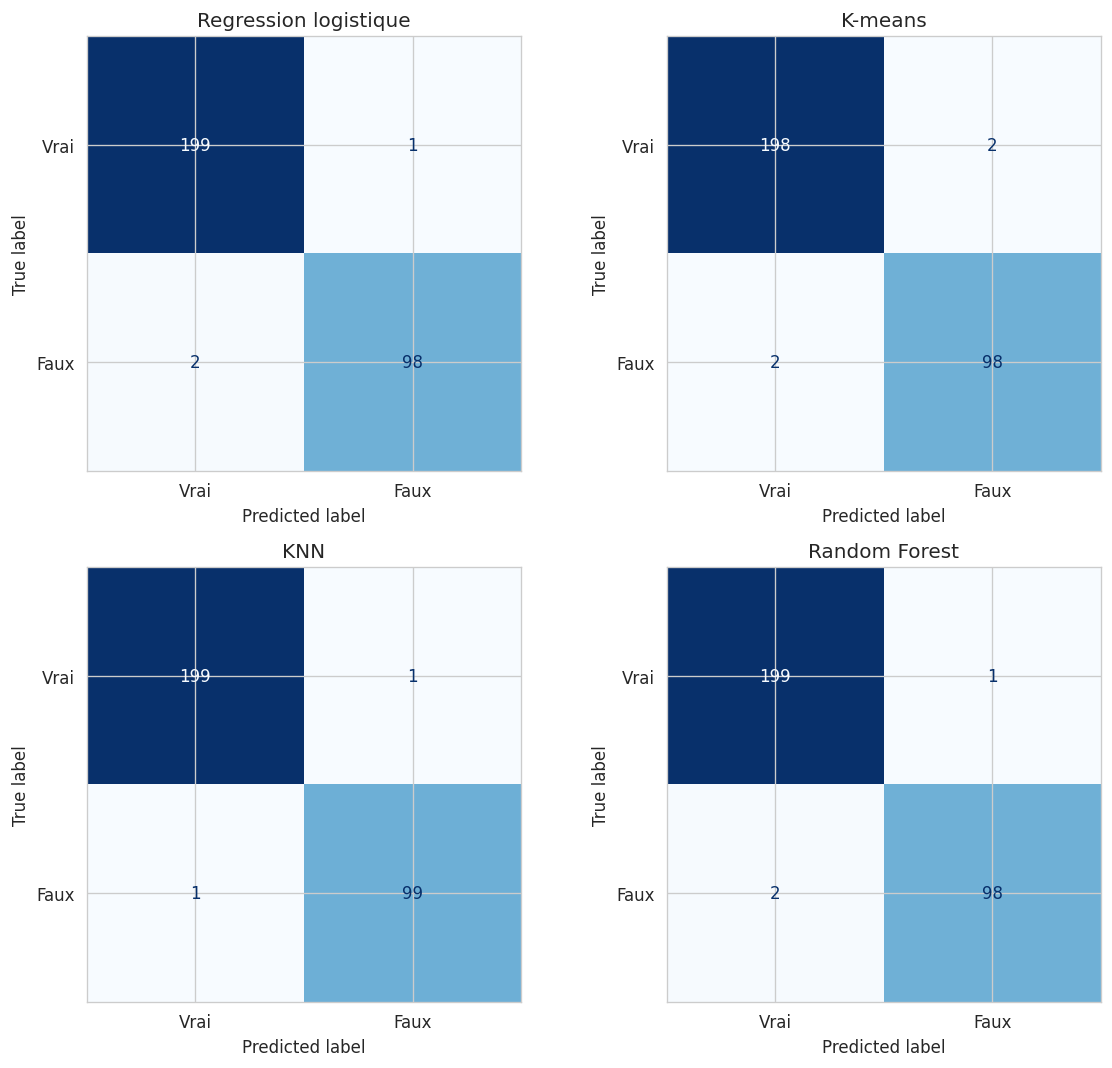 Regression logistique
True label
Vrai
199
1
Faux
2
98
Vrai
Faux
Predicted label
K-means
True label
Vrai
198
2
Faux
2
98
Vrai
Faux
Predicted label
KNN
True label
Vrai
199
1
Faux
1
99
Vrai
Faux
Predicted label
Random Forest
True label
Vrai
199
1
Faux
2
98
Vrai
Faux
Predicted label